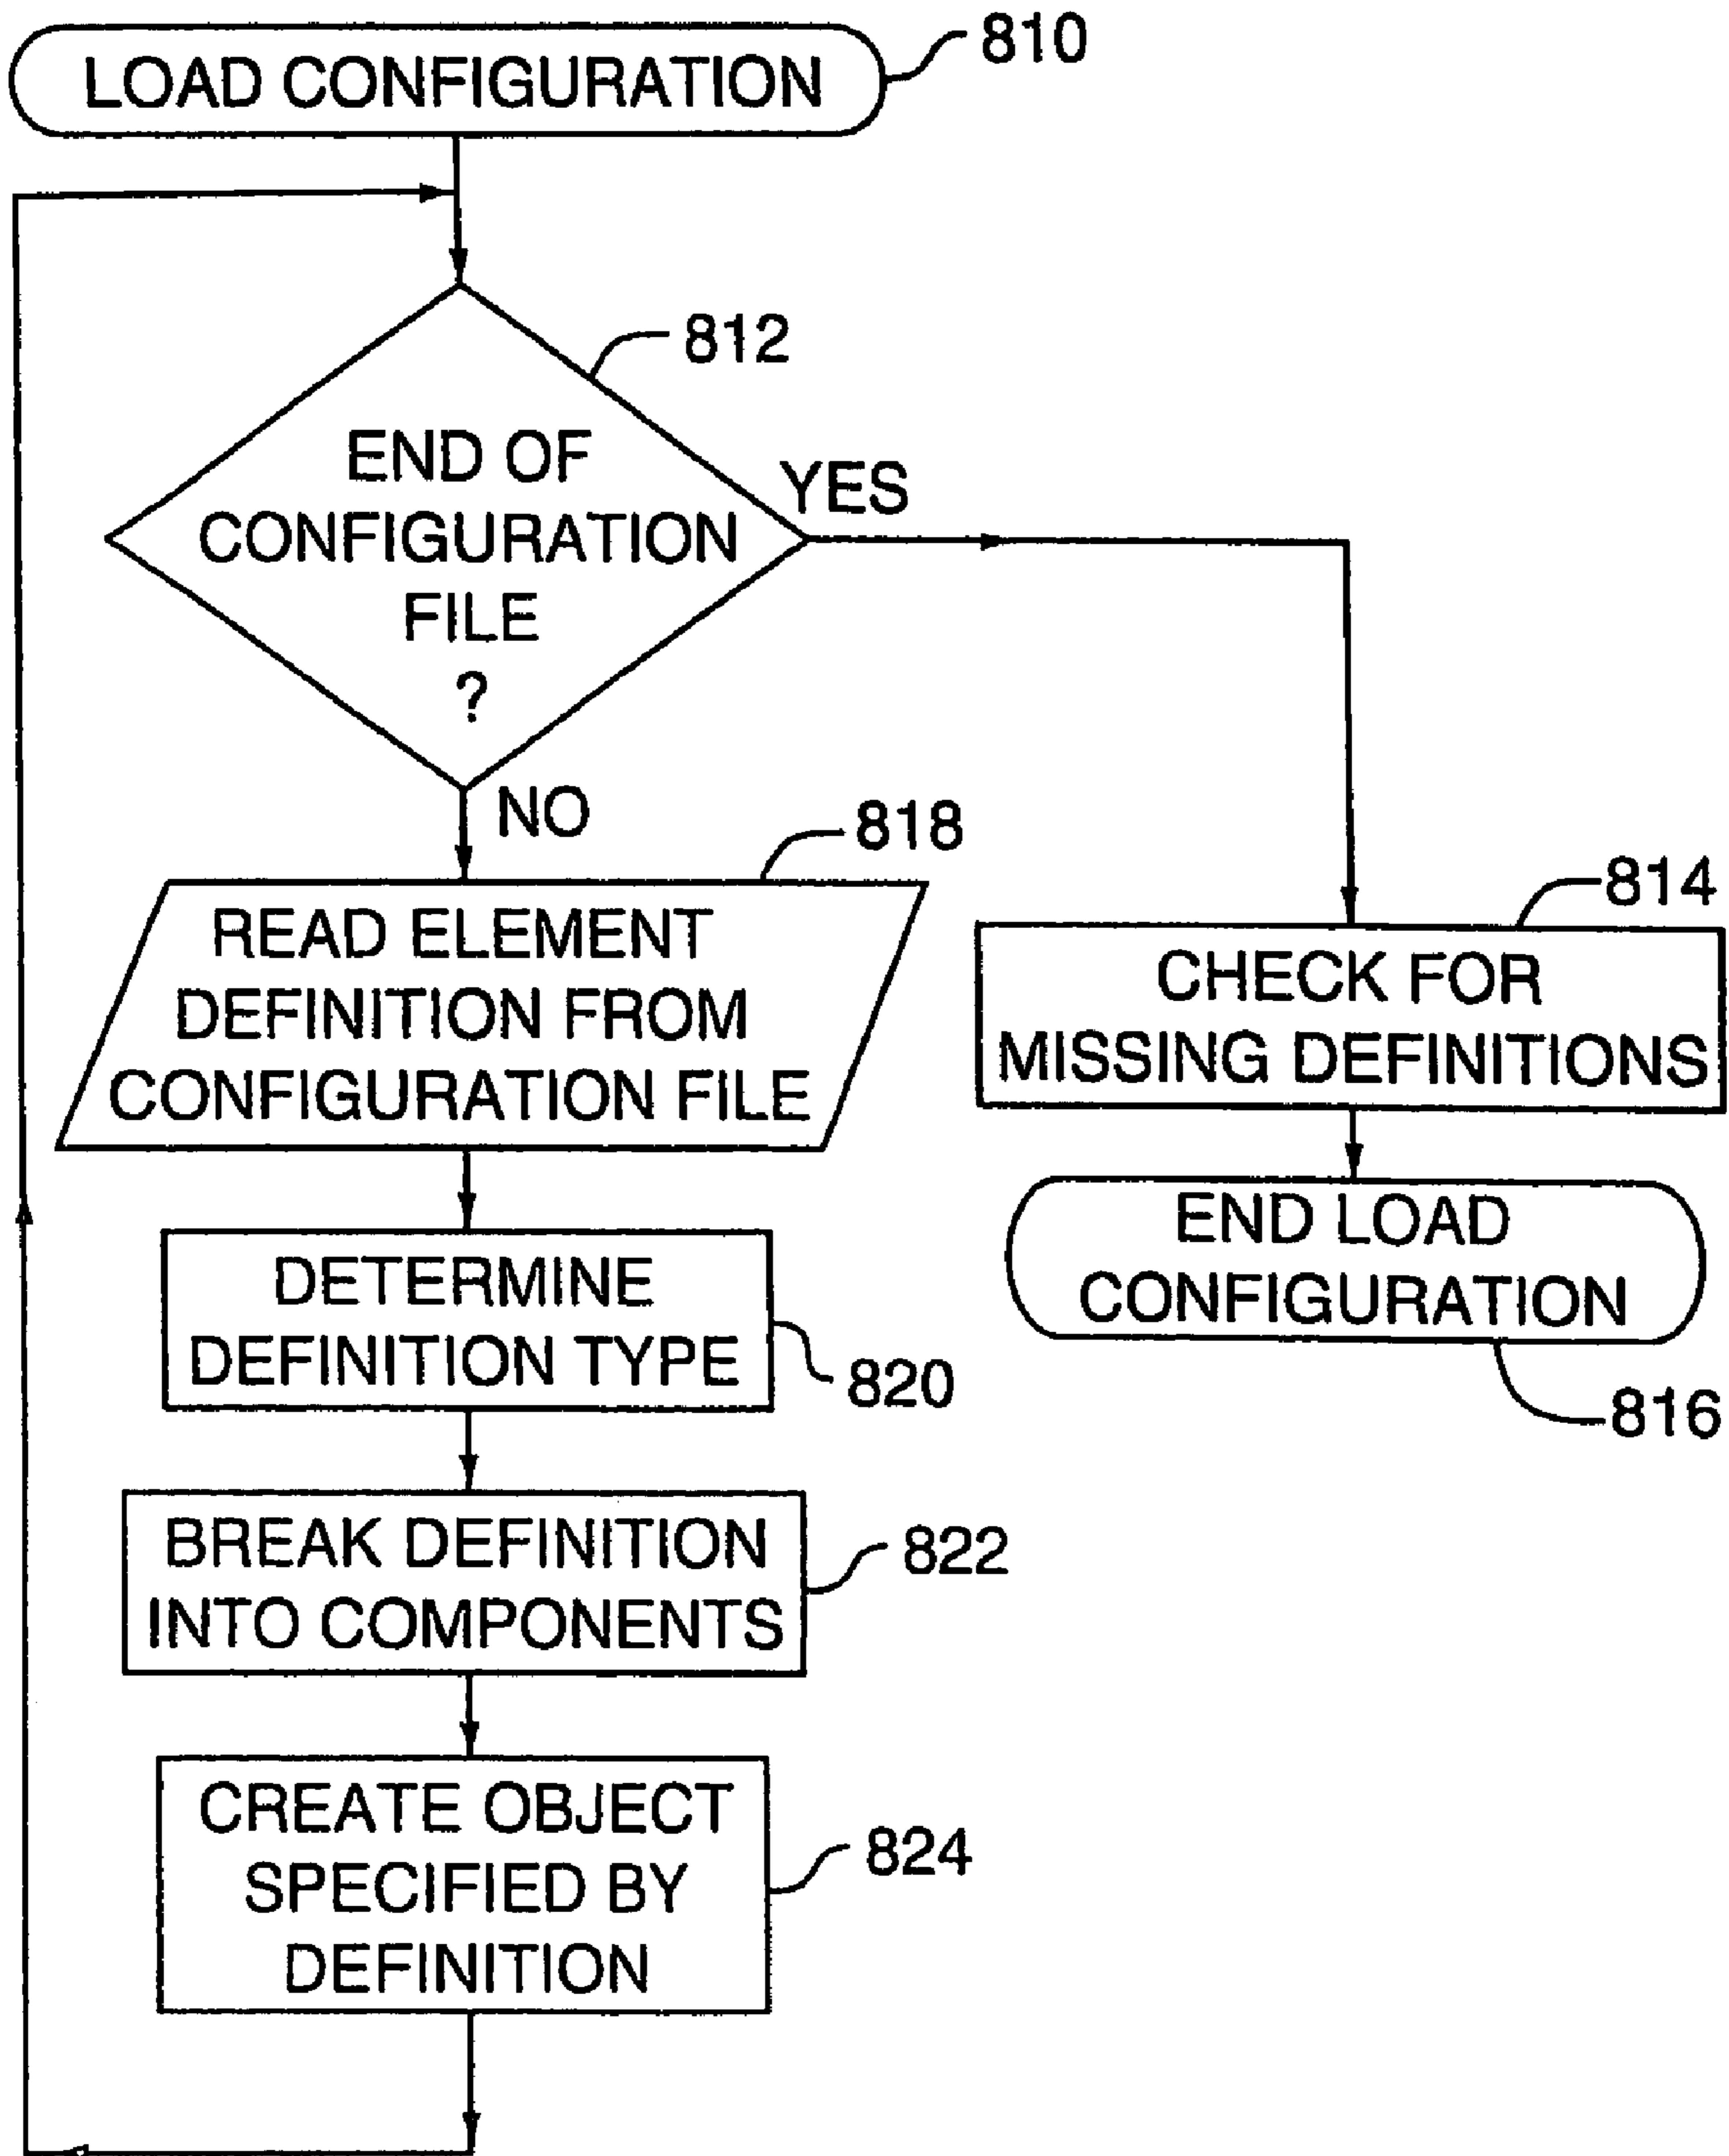 LOAD CONFIGURATION
810
812
END OF
CONFIGURATION
FILE
?
YES
NO
818
READ ELEMENT
DEFINITION FROM
CONFIGURATION FILE
814
CHECK FOR
MISSING DEFINITIONS
END LOAD
CONFIGURATION
816
DETERMINE
DEFINITION TYPE
820
BREAK DEFINITION
INTO COMPONENTS
822
CREATE OBJECT
SPECIFIED BY
DEFINITION
824